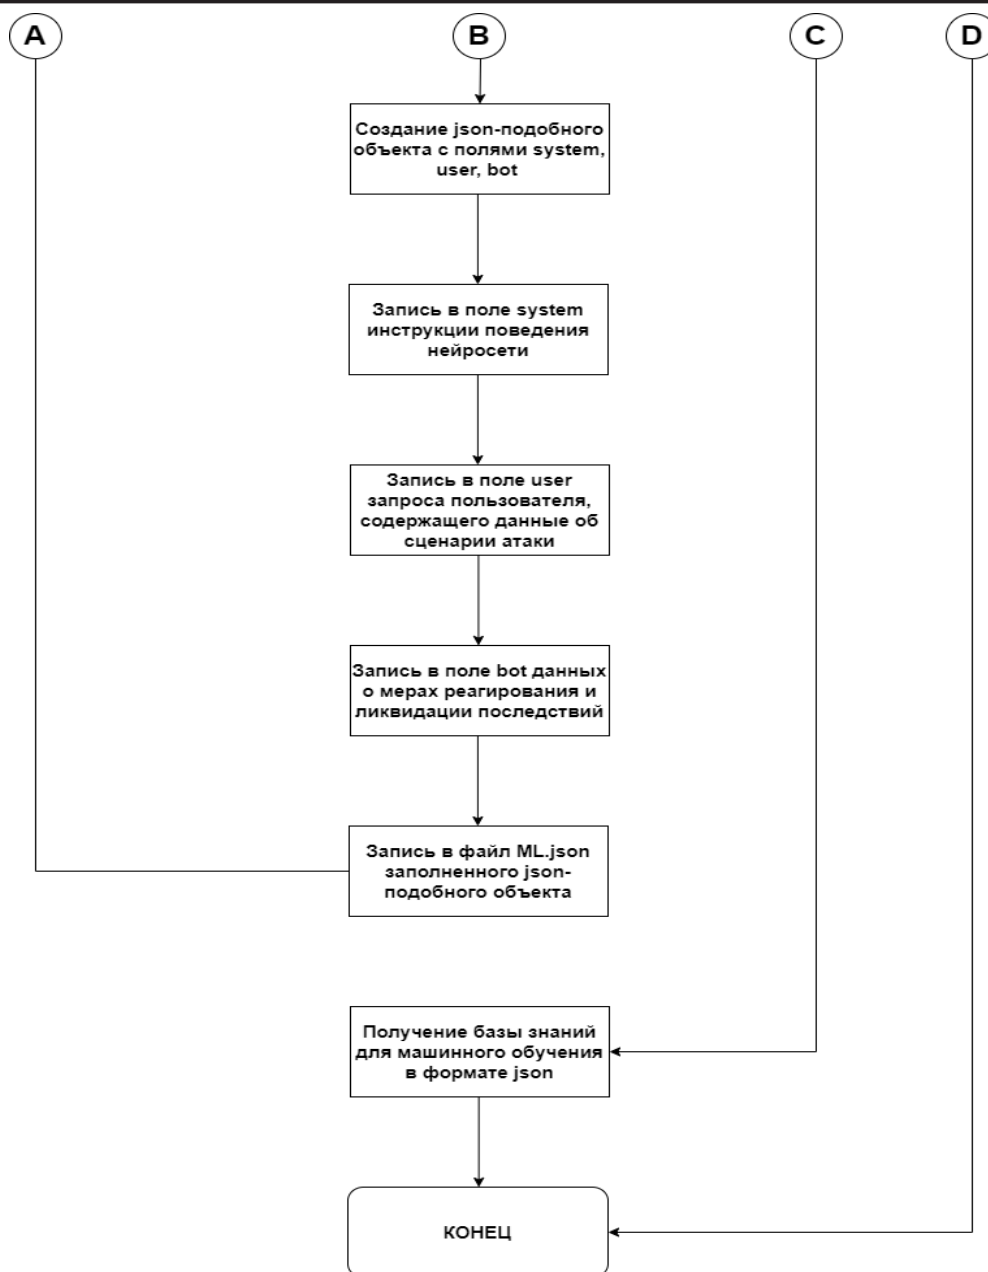 A
B
C
D
Создание json-подобного
объекта с полями system,
user, bot
Запись в поле system
инструкции поведения
нейросети
Запись в поле user
запроса пользователя,
содержащего данные об
сценарии атаки
Запись в поле bot данных
о мерах реагирования и
ликвидации последствий
Запись в файл ML.json
заполненного json-
подобного объекта
Получение базы знаний
для машинного обучения
в формате json
КОНЕЦ